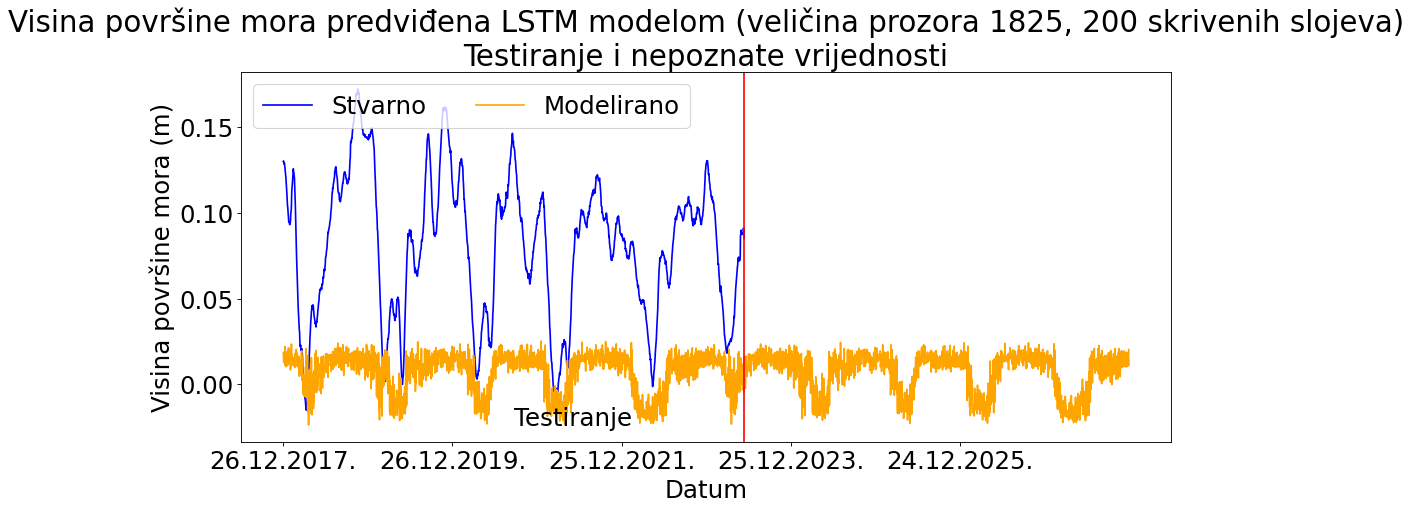 Visina površine mora predviđena LSTM modelom (veličina prozora 1825, 200 skrivenih slojeva)
Testiranje i nepoznate vrijednosti
Stvarno Modelirano
Visina površine mora (m)
0.15
0.10
0.05
0.00
Testiranje
26.12.2017. 26.12.2019. 25.12.2021. 25.12.2023. 24.12.2025.
Datum